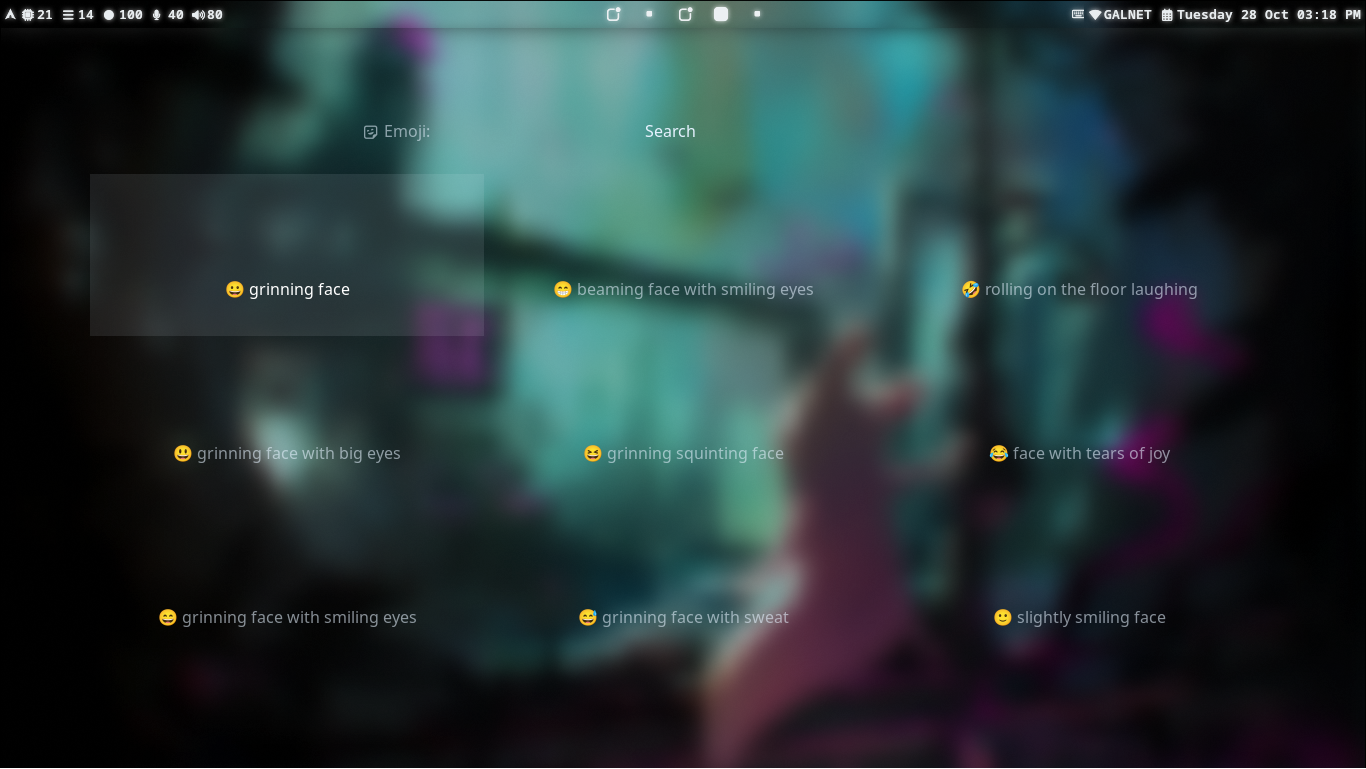 21 14 100 40 80 GALNET Tuesday 28 Oct 03:18 PM
Emoji: Search
😀 grinning face 😁 beaming face with smiling eyes 🤣 rolling on the floor laughing
😃 grinning face with big eyes 😆 grinning squinting face 😂 face with tears of joy
😄 grinning face with smiling eyes 😅 grinning face with sweat 🙂 slightly smiling face